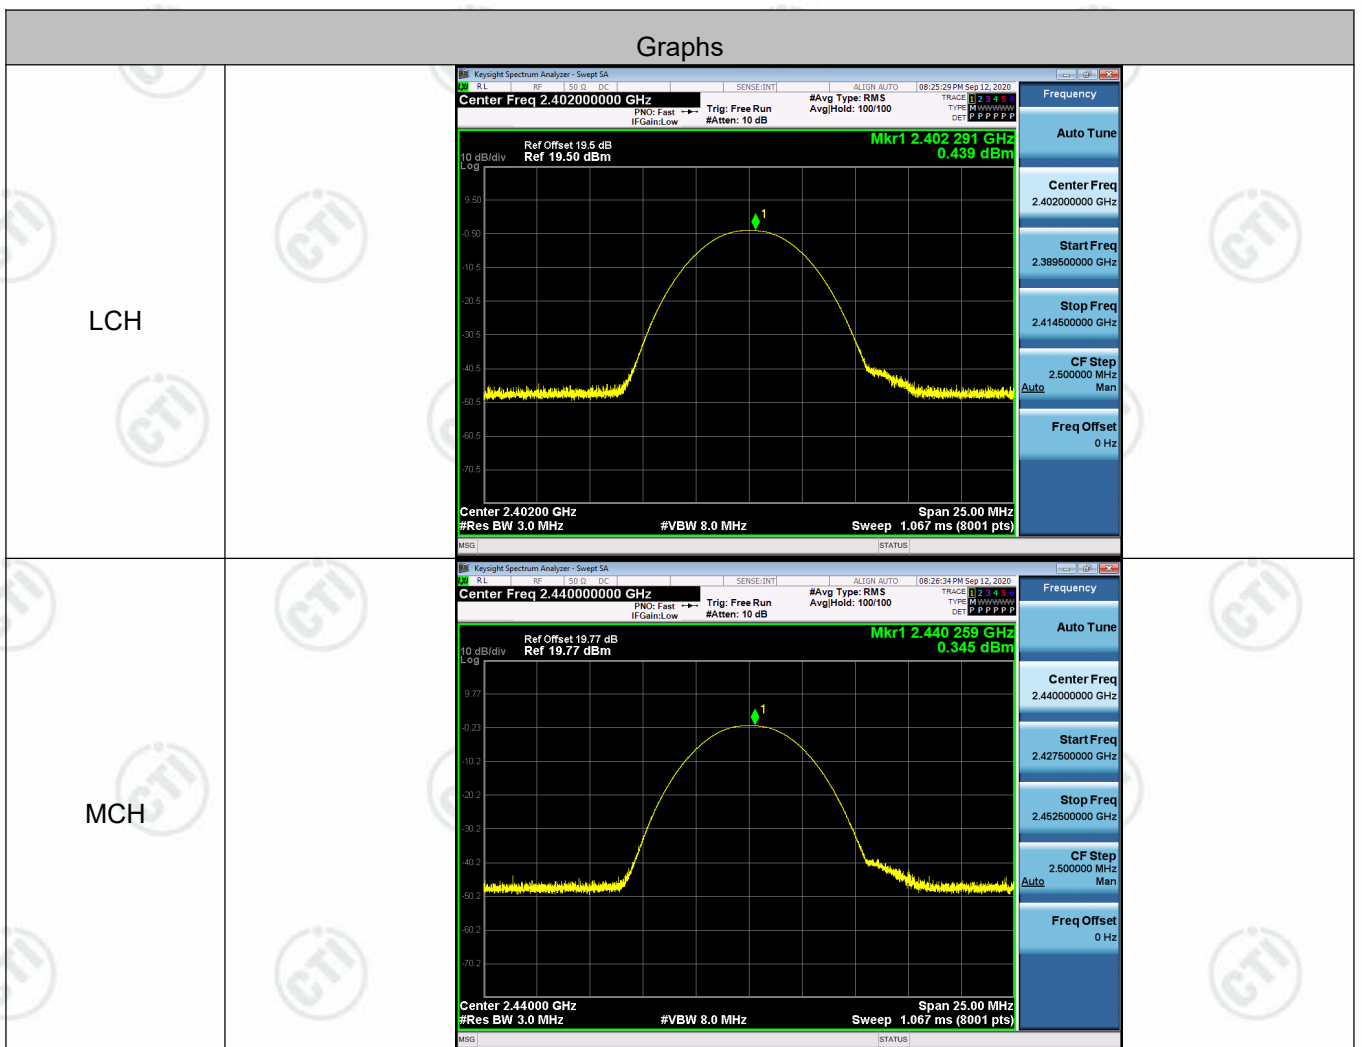 Graphs
LCH
Keysight Spectrum Analyzer - Swept SA
RL RF 50 Ω DC SENSE:INT ALIGN AUTO 08:25:29 PM Sep 12, 2020
Center Freq 2.402000000 GHz
PNO: Fast
IFGain:Low
Trig: Free Run
#Atten: 10 dB
#Avg Type: RMS
Avg|Hold: 100/100
TRACE 1 2 3 4 5 6
TYPE M WWWWW
DET P P P P P P
Mkr1 2.402 291 GHz
0.439 dBm
Ref Offset 19.5 dB
10 dB/div Ref 19.50 dBm
Log
9.50
-0.50
-10.5
-20.5
-30.5
-40.5
-50.5
-60.5
-70.5
1
Center 2.40200 GHz Span 25.00 MHz
#Res BW 3.0 MHz #VBW 8.0 MHz Sweep 1.067 ms (8001 pts)
MSG STATUS
Frequency
Auto Tune
Center Freq
2.402000000 GHz
Start Freq
2.389500000 GHz
Stop Freq
2.414500000 GHz
CF Step
2.500000 MHz
Auto Man
Freq Offset
0 Hz
MCH
Keysight Spectrum Analyzer - Swept SA
RL RF 50 Ω DC SENSE:INT ALIGN AUTO 08:26:34 PM Sep 12, 2020
Center Freq 2.440000000 GHz
PNO: Fast
IFGain:Low
Trig: Free Run
#Atten: 10 dB
#Avg Type: RMS
Avg|Hold: 100/100
TRACE 1 2 3 4 5 6
TYPE M WWWWW
DET P P P P P P
Mkr1 2.440 259 GHz
0.345 dBm
Ref Offset 19.77 dB
10 dB/div Ref 19.77 dBm
Log
9.77
-0.23
-10.2
-20.2
-30.2
-40.2
-50.2
-60.2
-70.2
1
Center 2.44000 GHz Span 25.00 MHz
#Res BW 3.0 MHz #VBW 8.0 MHz Sweep 1.067 ms (8001 pts)
MSG STATUS
Frequency
Auto Tune
Center Freq
2.440000000 GHz
Start Freq
2.427500000 GHz
Stop Freq
2.452500000 GHz
CF Step
2.500000 MHz
Auto Man
Freq Offset
0 Hz
CTI